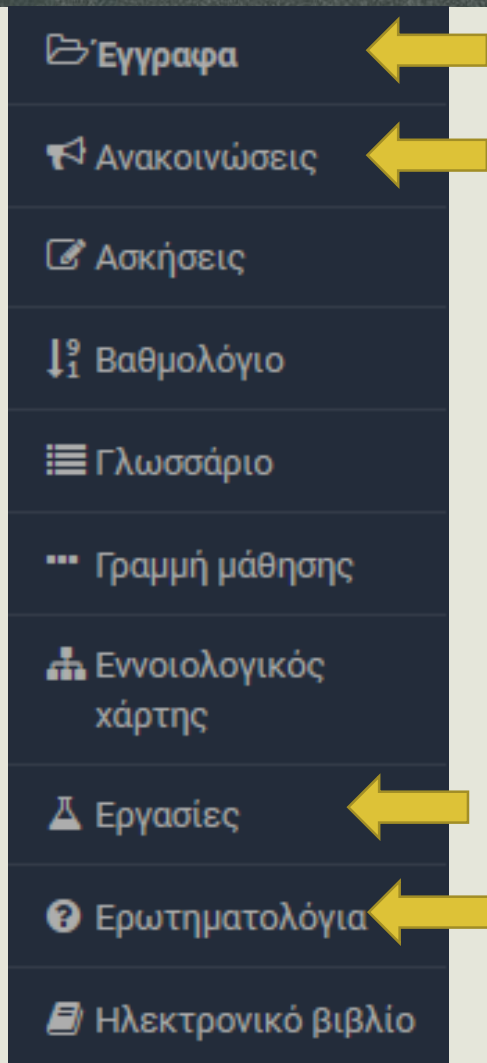 Έγγραφα
Ανακοινώσεις
Ασκήσεις
Βαθμολόγιο
Γλωσσάριο
Γραμμή μάθησης
Εννοιολογικός
χάρτης
Εργασίες
Ερωτηματολόγια
Ηλεκτρονικό βιβλίο